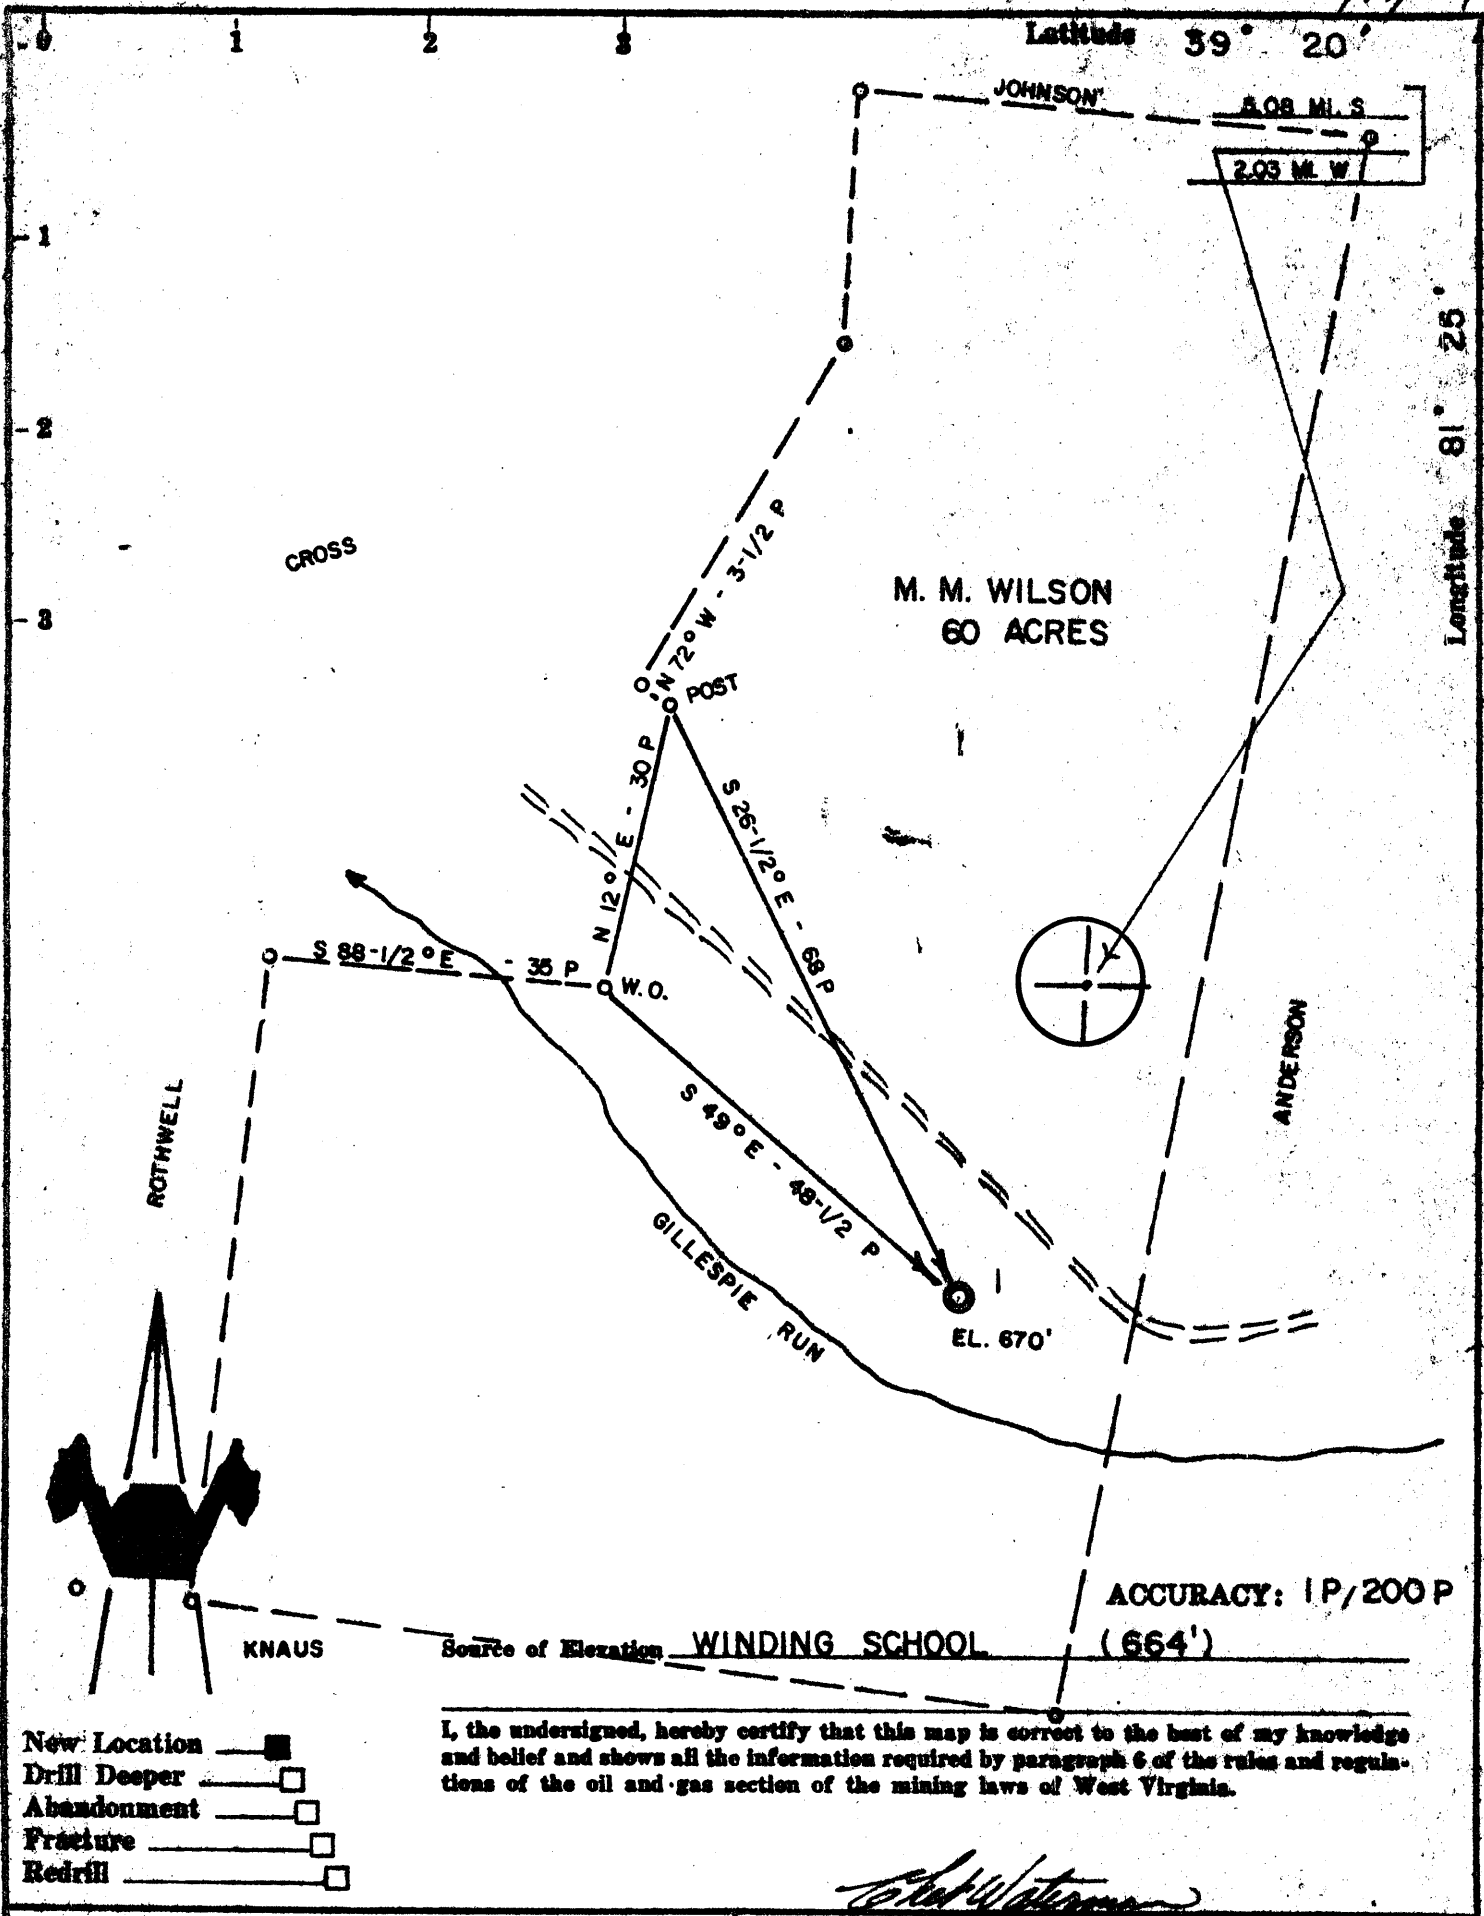 0 1 2 3 Latitude 39° 20'
JOHNSON
5.08 MI. S
2.03 MI. W
1
2
3
Longitude 81° 25'
CROSS
M. M. WILSON
60 ACRES
N 72° W - 3-1/2 P
POST
N 12° E - 30 P
S 26-1/2° E - 68 P
S 88-1/2° E - 35 P
W.O.
S 49° E - 48-1/2 P
ROTHWELL
ANDERSON
GILLESPIE RUN
1
EL. 670'
ACCURACY: 1P/200 P
KNAUS
Source of Elevation WINDING SCHOOL (664')
New Location
Drill Deeper
Abandonment
Fracture
Redrill
I, the undersigned, hereby certify that this map is correct to the best of my knowledge
and belief and shows all the information required by paragraph 6 of the rules and regula-
tions of the oil and gas section of the mining laws of West Virginia.